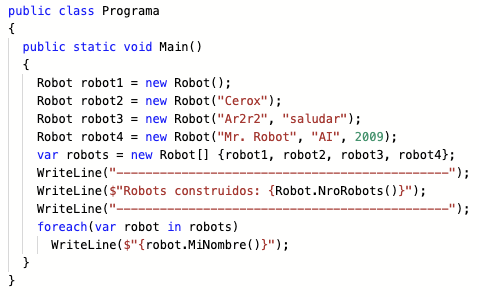 public class Programa
{
public static void Main()
{
Robot robot1 = new Robot();
Robot robot2 = new Robot("Cerox");
Robot robot3 = new Robot("Ar2r2", "saludar");
Robot robot4 = new Robot("Mr. Robot", "AI", 2009);
var robots = new Robot[] {robot1, robot2, robot3, robot4};
WriteLine("----------------------------------------------");
WriteLine($"Robots construidos: {Robot.NroRobots()}");
WriteLine("----------------------------------------------");
foreach(var robot in robots)
WriteLine($"{robot.MiNombre()}");
}
}